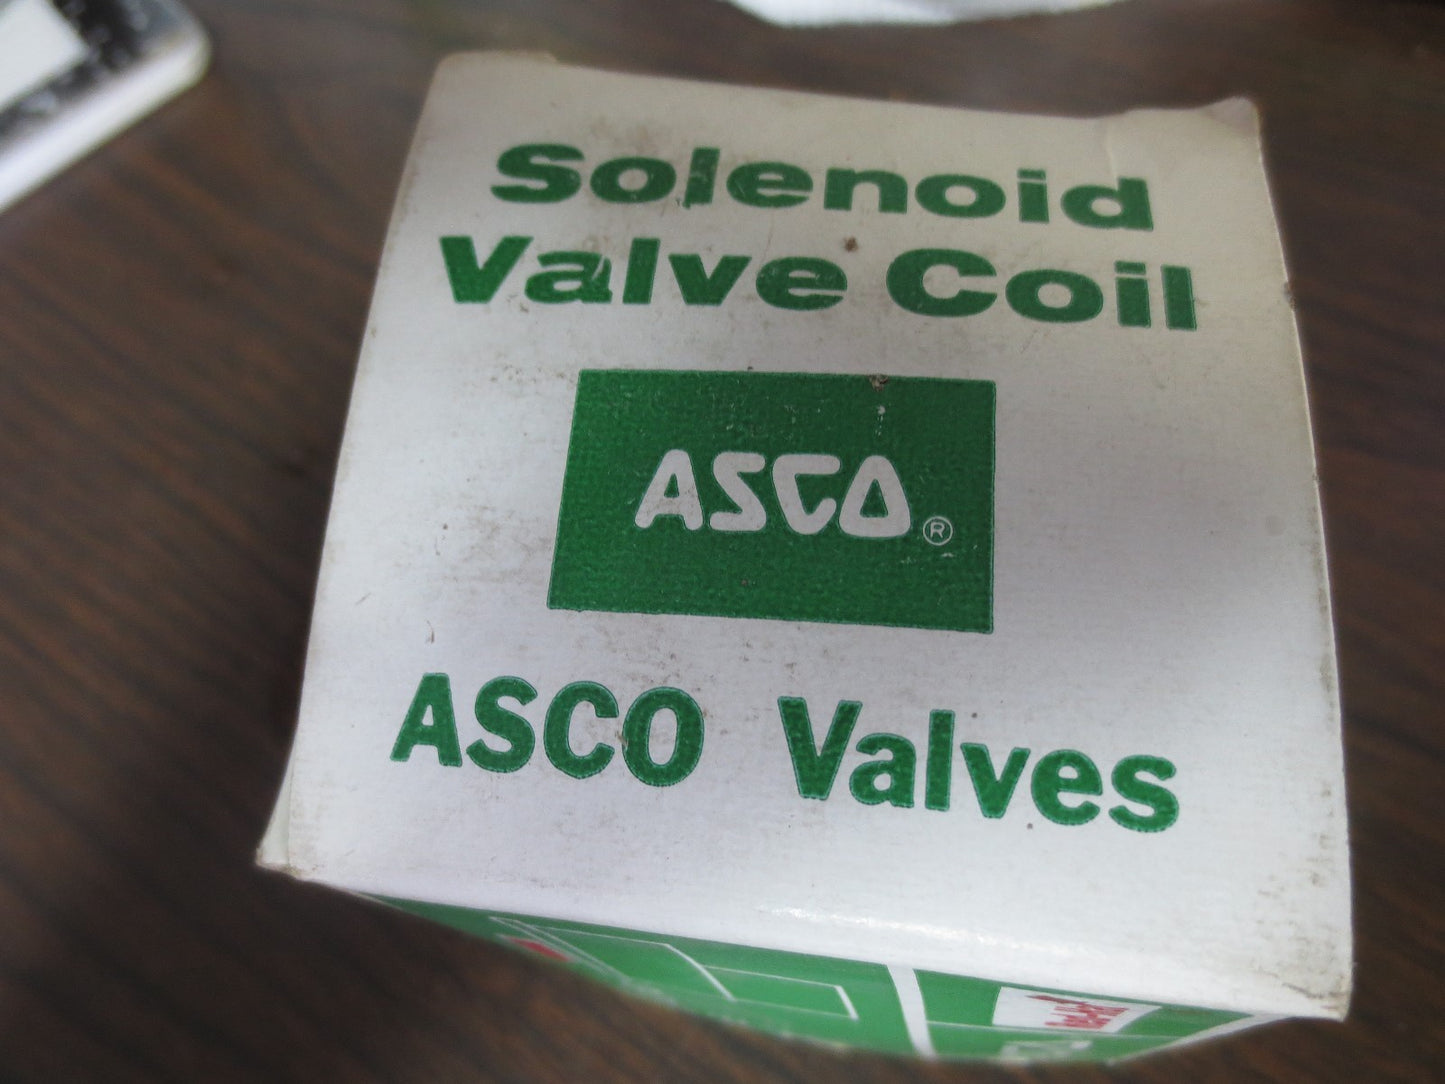 Solenoid
Valve Coil
ASCO®
ASCO Valves